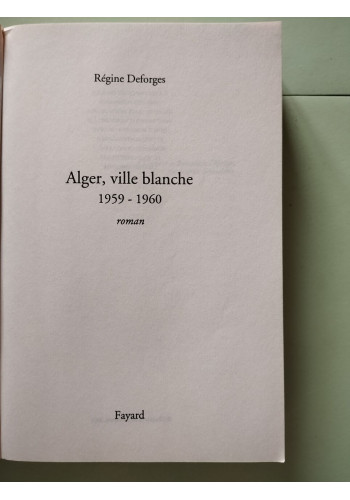 Régine Deforges
Alger, ville blanche
1959 - 1960
roman
Fayard